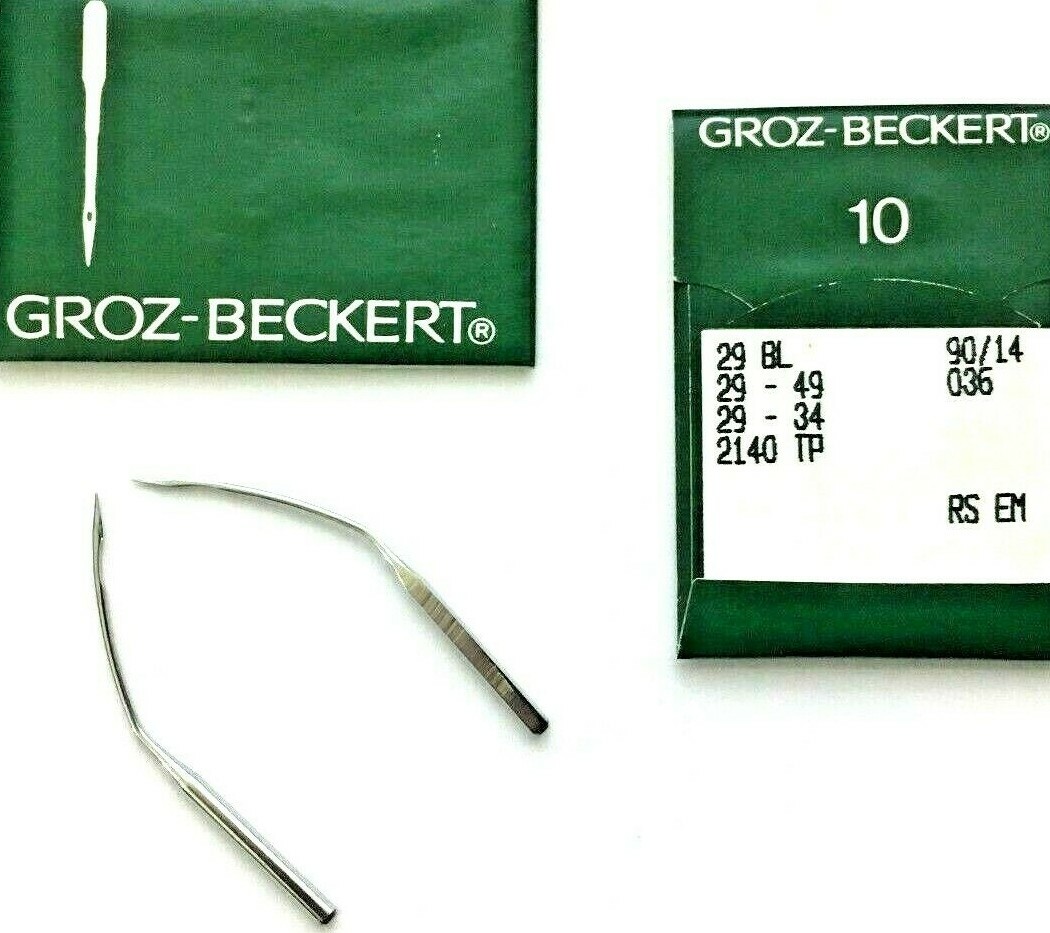 GROZ-BECKERT®
GROZ-BECKERT®
10
29 BL 90/14
29 - 49 036
29 - 34
2140 TP
RS EM